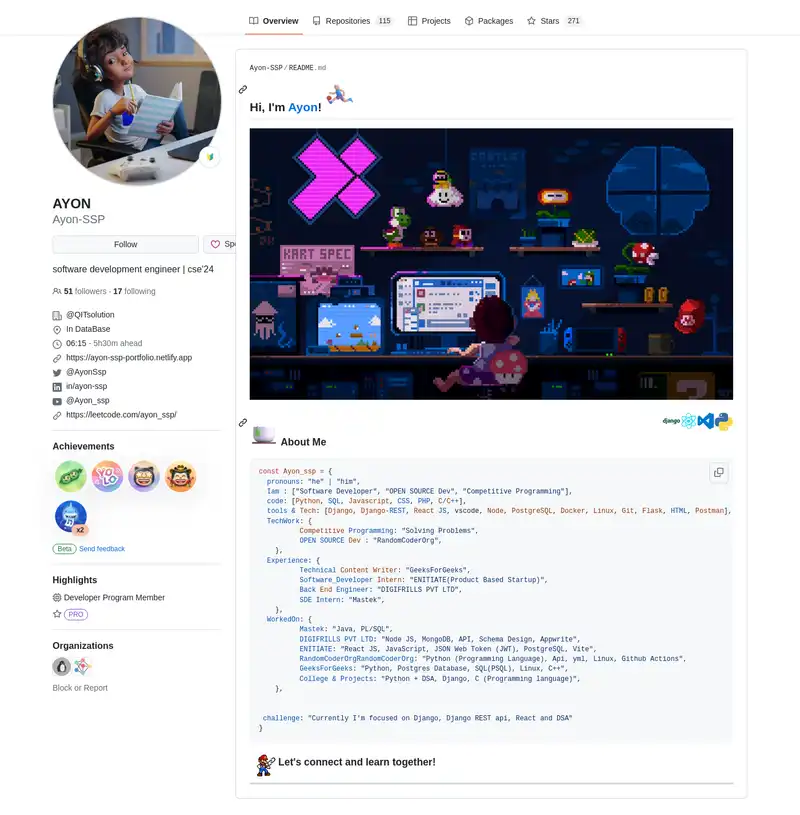 Overview
Repositories 115
Projects
Packages
Stars 271
Ayon-SSP/README.md
Hi, I'm Ayon!
KART SPEC
AYON
Ayon-SSP
Follow
software development engineer | cse'24
51 followers · 17 following
@QITsolution
In DataBase
06:15 - 5h30m ahead
https://ayon-ssp-portfolio.netlify.app
@AyonSsp
in/ayon-ssp
@Ayon_ssp
https://leetcode.com/ayon_ssp/
Achievements
YOLO
x2
Beta Send feedback
Highlights
Developer Program Member
PRO
Organizations
Block or Report
django
About Me
const Ayon_ssp = {
pronouns: "he" | "him",
Iam : ["Software Developer", "OPEN SOURCE Dev", "Competitive Programming"],
code: [Python, SQL, Javascript, CSS, PHP, C/C++],
tools & Tech: [Django, Django-REST, React JS, vscode, Node, PostgreSQL, Docker, Linux, Git, Flask, HTML, Postman],
TechWork: {
Competitive Programming: "Solving Problems",
OPEN SOURCE Dev : "RandomCoderOrg",
},
Experience: {
Technical Content Writer: "GeeksForGeeks",
Software_Developer Intern: "ENITIATE(Product Based Startup)",
Back End Engineer: "DIGIFRILLS PVT LTD",
SDE Intern: "Mastek",
},
WorkedOn: {
Mastek: "Java, PL/SQL",
DIGIFRILLS PVT LTD: "Node JS, MongoDB, API, Schema Design, Appwrite",
ENITIATE: "React JS, JavaScript, JSON Web Token (JWT), PostgreSQL, Vite",
RandomCoderOrgRandomCoderOrg: "Python (Programming Language), Api, yml, Linux, Github Actions",
GeeksForGeeks: "Python, Postgres Database, SQL(PSQL), Linux, C++",
College & Projects: "Python + DSA, Django, C (Programming language)",
},
challenge: "Currently I'm focused on Django, Django REST api, React and DSA"
}
Let's connect and learn together!